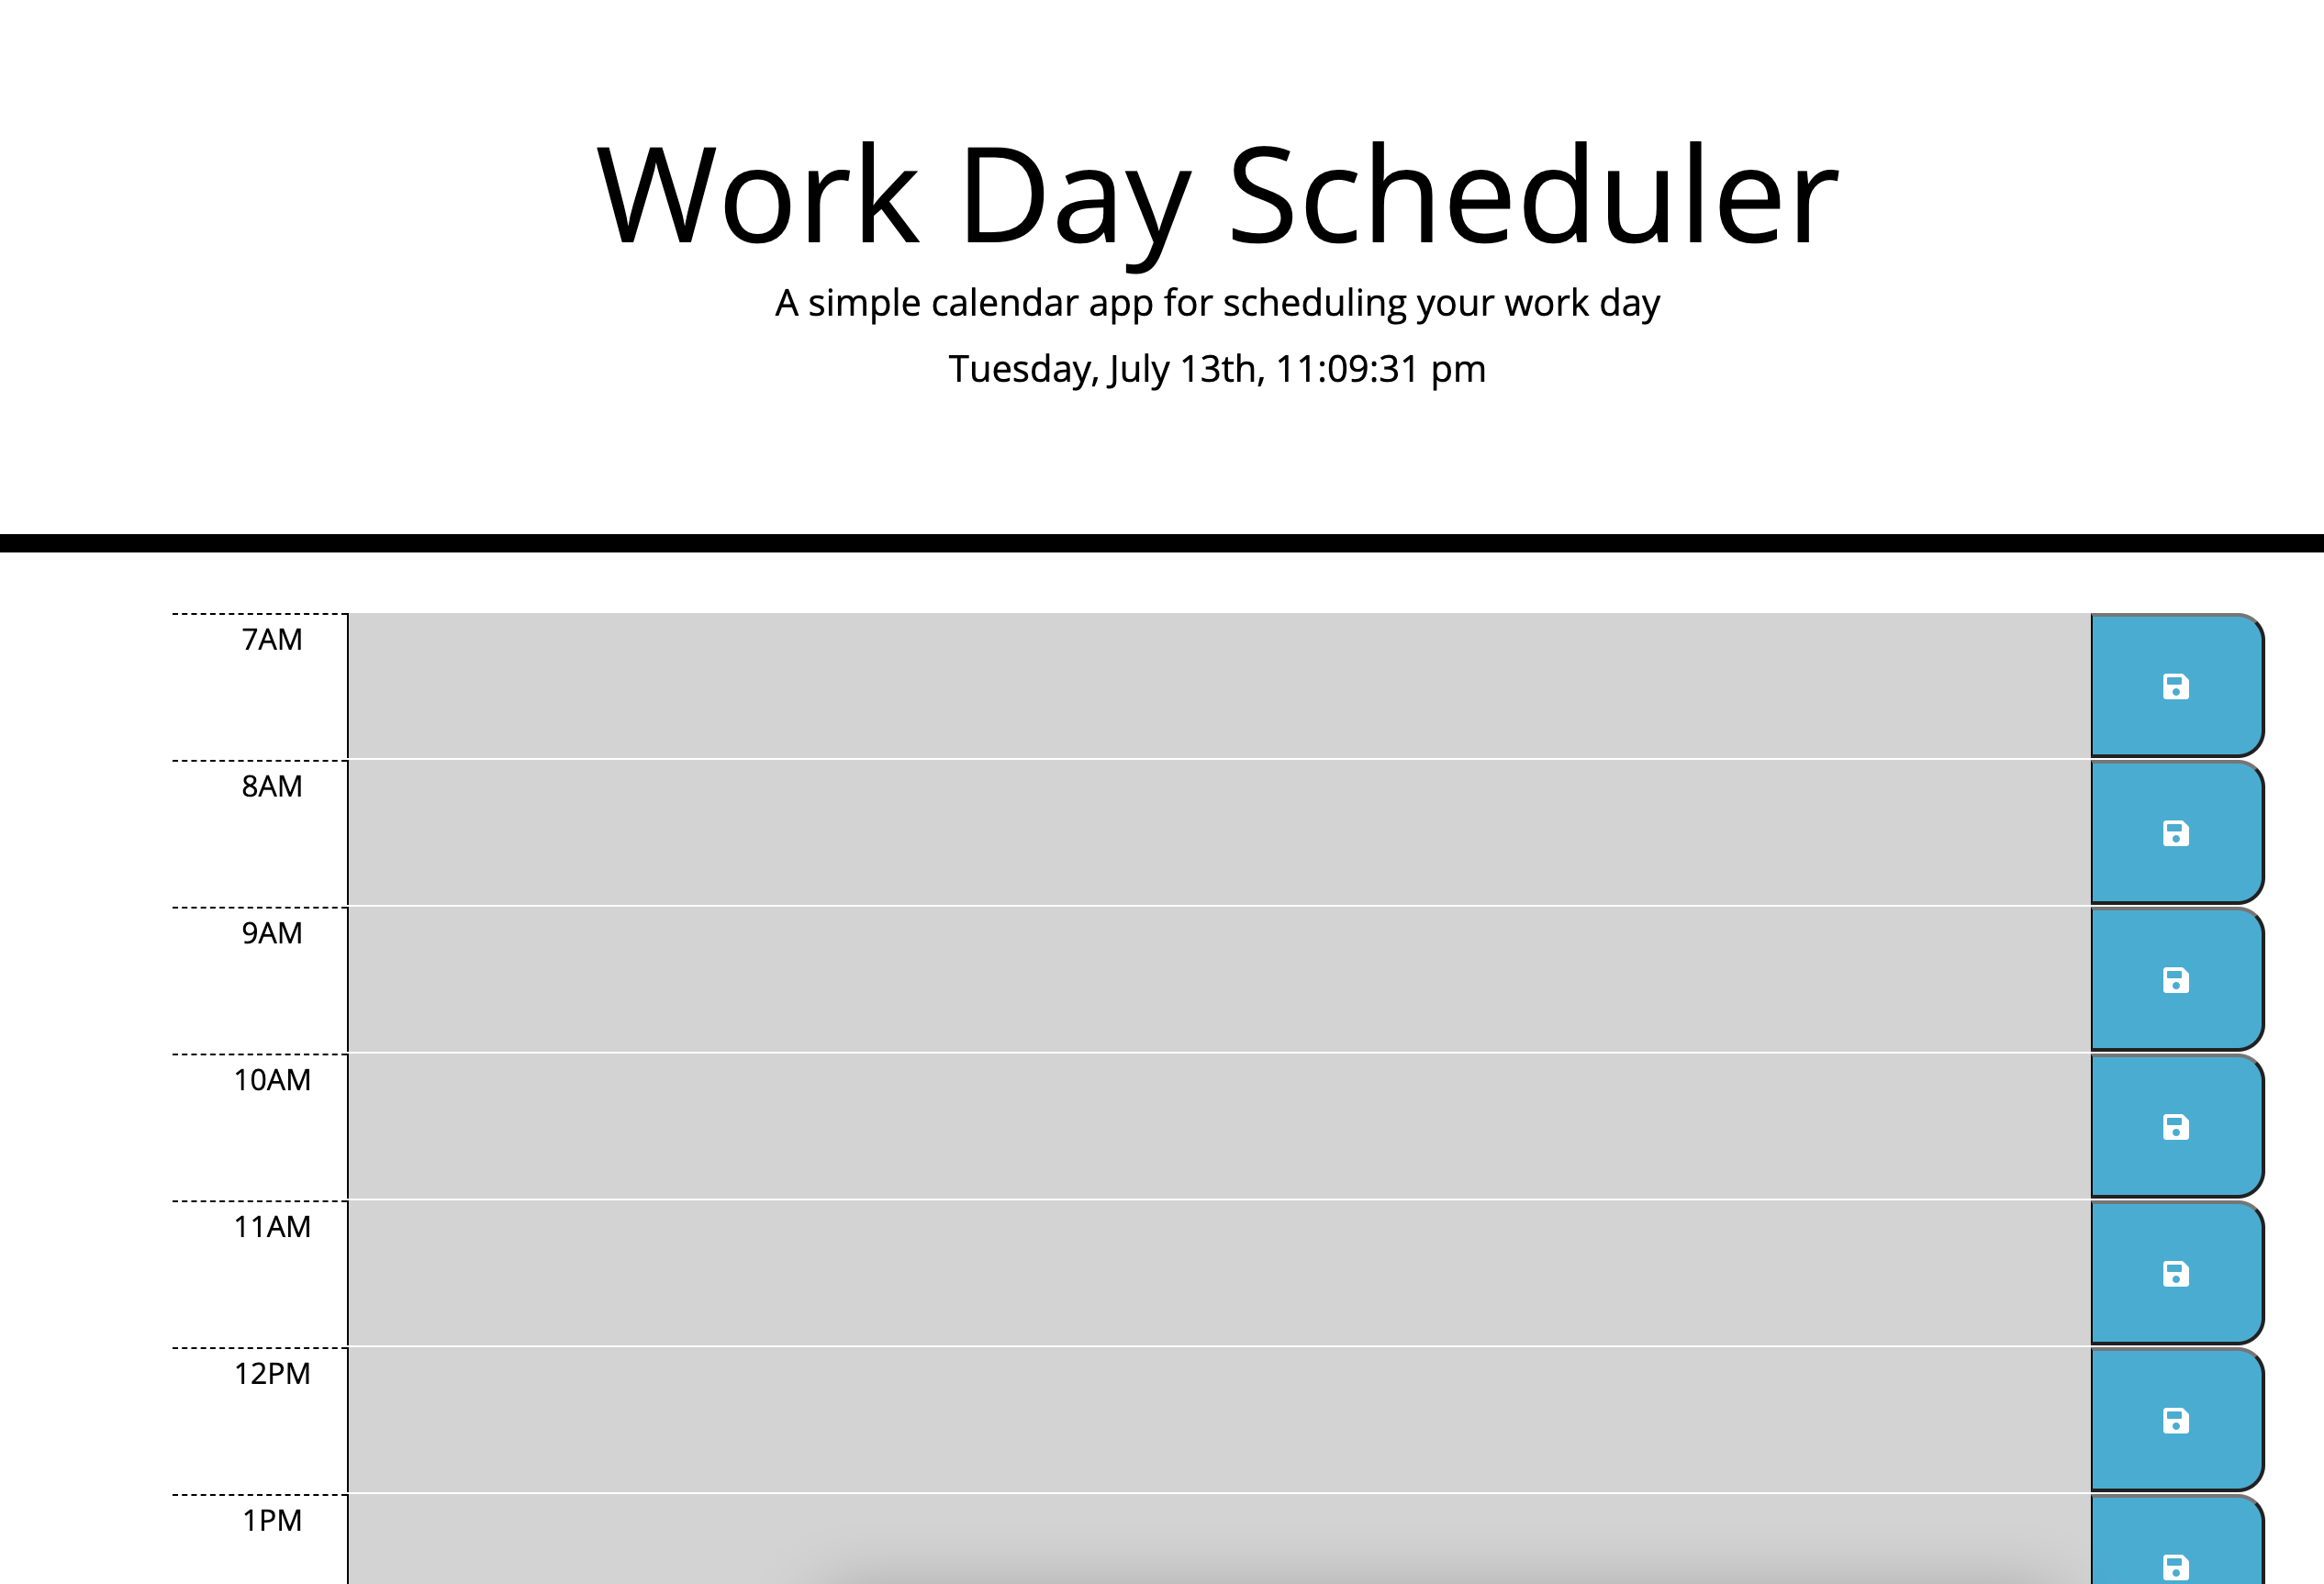 Work Day Scheduler
A simple calendar app for scheduling your work day
Tuesday, July 13th, 11:09:31 pm
7AM
8AM
9AM
10AM
11AM
12PM
1PM